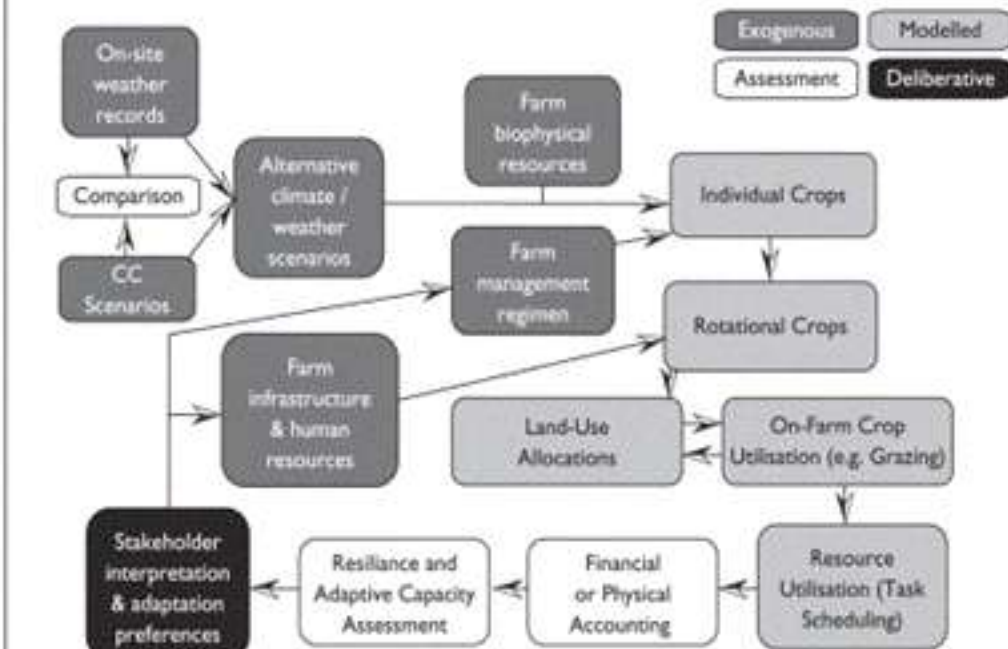 Exogenous
Modelled
Assessment
Deliberative
On-site
weather
records
Comparison
CC
Scenarios
Alternative
climate /
weather
scenarios
Farm
biophysical
resources
Individual Crops
Farm
management
regimen
Rotational Crops
Farm
infrastructure
& human
resources
Land-Use
Allocations
On-Farm Crop
Utilisation (e.g. Grazing)
Stakeholder
interpretation
& adaptation
preferences
Resiliance and
Adaptive Capacity
Assessment
Financial
or Physical
Accounting
Resource
Utilisation (Task
Scheduling)